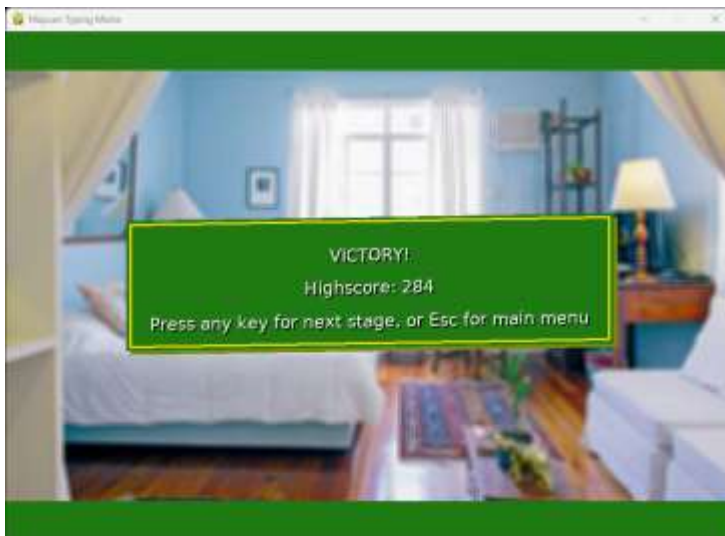 VICTORY!
Highscore: 284
Press any key for next stage, or Esc for main menu